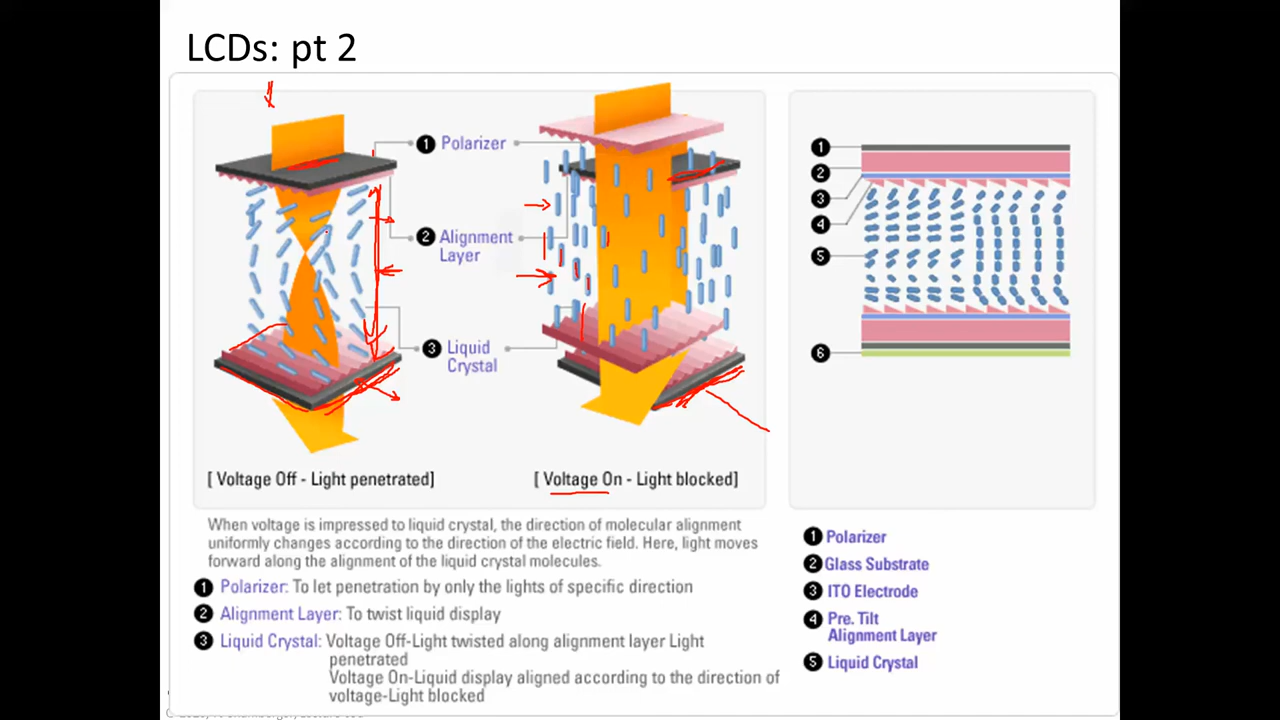 LCDs: pt 2
1 Polarizer
2 Alignment
Layer
3 Liquid
Crystal
[ Voltage Off - Light penetrated]
[ Voltage On - Light blocked]
When voltage is impressed to liquid crystal, the direction of molecular alignment
uniformly changes according to the direction of the electric field. Here, light moves
forward along the alignment of the liquid crystal molecules.
1 Polarizer: To let penetration by only the lights of specific direction
2 Alignment Layer: To twist liquid display
3 Liquid Crystal: Voltage Off-Light twisted along alignment layer Light
penetrated
Voltage On-Liquid display aligned according to the direction of
voltage-Light blocked
1
2
3
4
5
6
1 Polarizer
2 Glass Substrate
3 ITO Electrode
4 Pre. Tilt
Alignment Layer
5 Liquid Crystal